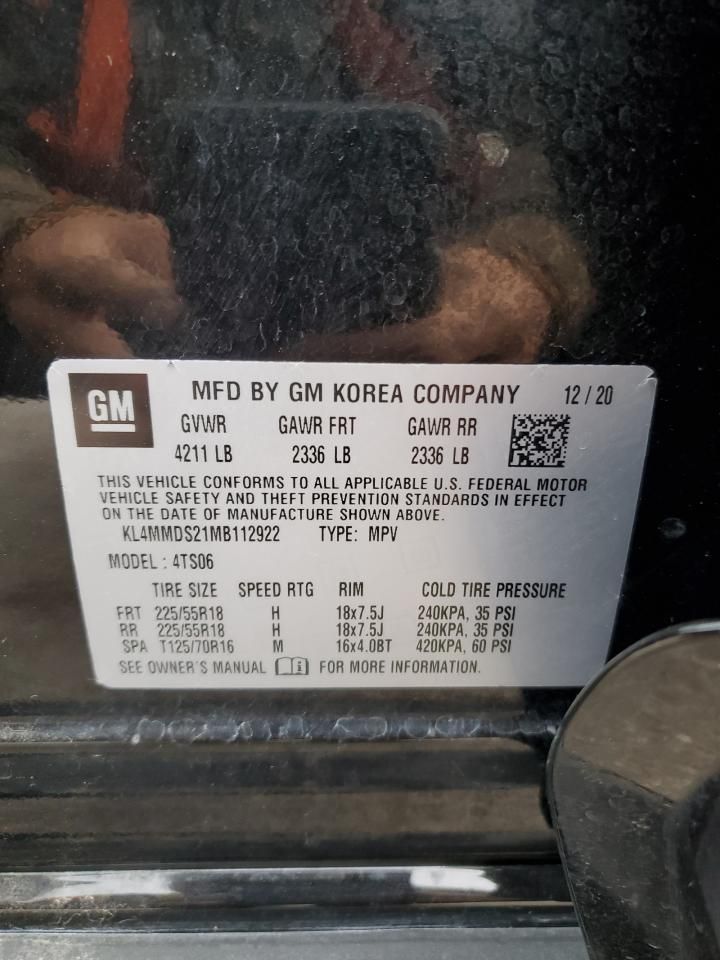 GM MFD BY GM KOREA COMPANY 12 / 20
GVWR GAWR FRT GAWR RR
4211 LB 2336 LB 2336 LB
THIS VEHICLE CONFORMS TO ALL APPLICABLE U.S. FEDERAL MOTOR
VEHICLE SAFETY AND THEFT PREVENTION STANDARDS IN EFFECT
ON THE DATE OF MANUFACTURE SHOWN ABOVE.
KL4MMDS21MB112922 TYPE: MPV
MODEL : 4TS06
TIRE SIZE SPEED RTG RIM COLD TIRE PRESSURE
FRT 225/55R18 H 18x7.5J 240KPA, 35 PSI
RR 225/55R18 H 18x7.5J 240KPA, 35 PSI
SPA T125/70R16 M 16x4.0BT 420KPA, 60 PSI
SEE OWNER'S MANUAL i FOR MORE INFORMATION.